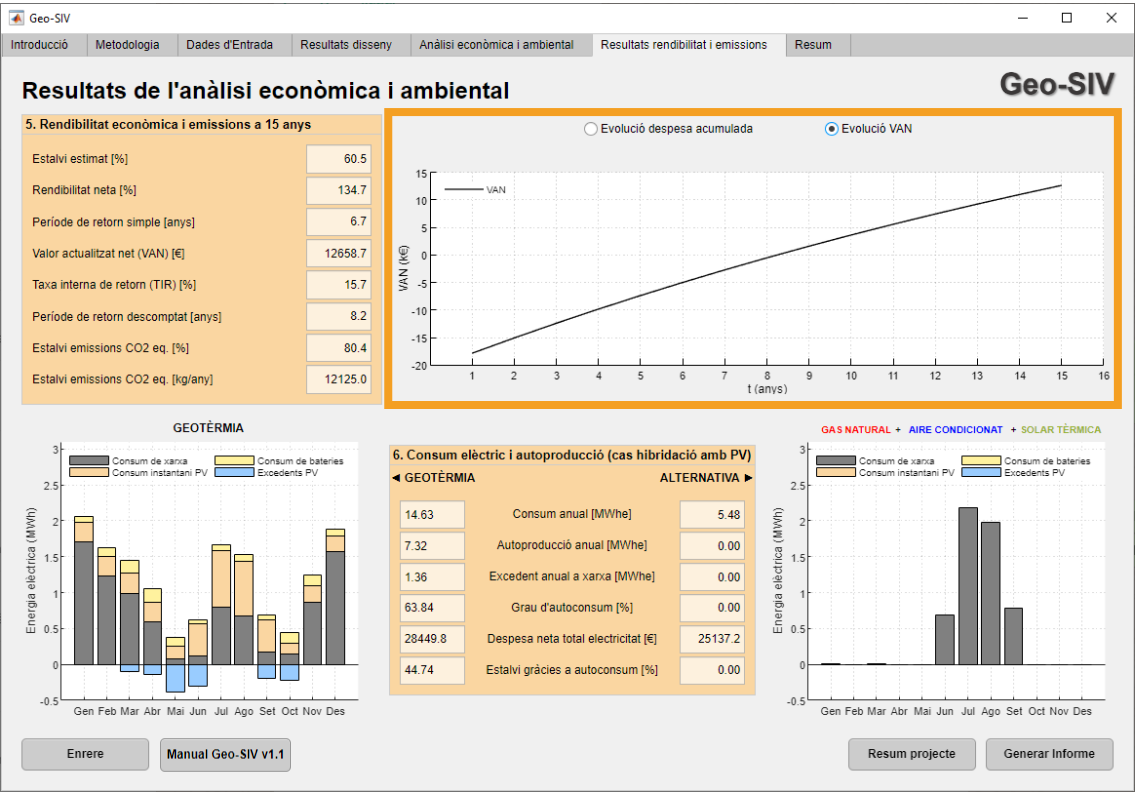 Geo-SIV
Introducció Metodologia Dades d'Entrada Resultats disseny Anàlisi econòmica i ambiental Resultats rendibilitat i emissions Resum
Resultats de l'anàlisi econòmica i ambiental
Geo-SIV
5. Rendibilitat econòmica i emissions a 15 anys
Estalvi estimat [%] 60.5
Rendibilitat neta [%] 134.7
Període de retorn simple [anys] 6.7
Valor actualitzat net (VAN) [€] 12658.7
Taxa interna de retorn (TIR) [%] 15.7
Període de retorn descomptat [anys] 8.2
Estalvi emissions CO2 eq. [%] 80.4
Estalvi emissions CO2 eq. [kg/any] 12125.0
Evolució despesa acumulada Evolució VAN
VAN
15
10
5
0
-5
-10
-15
-20
VAN (k€)
1 2 3 4 5 6 7 8 9 10 11 12 13 14 15 16
t (anys)
GEOTÈRMIA
Consum de xarxa Consum de bateries
Consum instantani PV Excedents PV
3
2.5
2
1.5
1
0.5
0
-0.5
Energia elèctrica (MWh)
Gen Feb Mar Abr Mai Jun Jul Ago Set Oct Nov Des
6. Consum elèctric i autoproducció (cas hibridació amb PV)
◄ GEOTÈRMIA ALTERNATIVA ►
14.63 Consum anual [MWhe] 5.48
7.32 Autoproducció anual [MWhe] 0.00
1.36 Excedent anual a xarxa [MWhe] 0.00
63.84 Grau d'autoconsum [%] 0.00
28449.8 Despesa neta total electricitat [€] 25137.2
44.74 Estalvi gràcies a autoconsum [%] 0.00
GAS NATURAL + AIRE CONDICIONAT + SOLAR TÈRMICA
Consum de xarxa Consum de bateries
Consum instantani PV Excedents PV
3
2.5
2
1.5
1
0.5
0
-0.5
Energia elèctrica (MWh)
Gen Feb Mar Abr Mai Jun Jul Ago Set Oct Nov Des
Enrere Manual Geo-SIV v1.1 Resum projecte Generar Informe